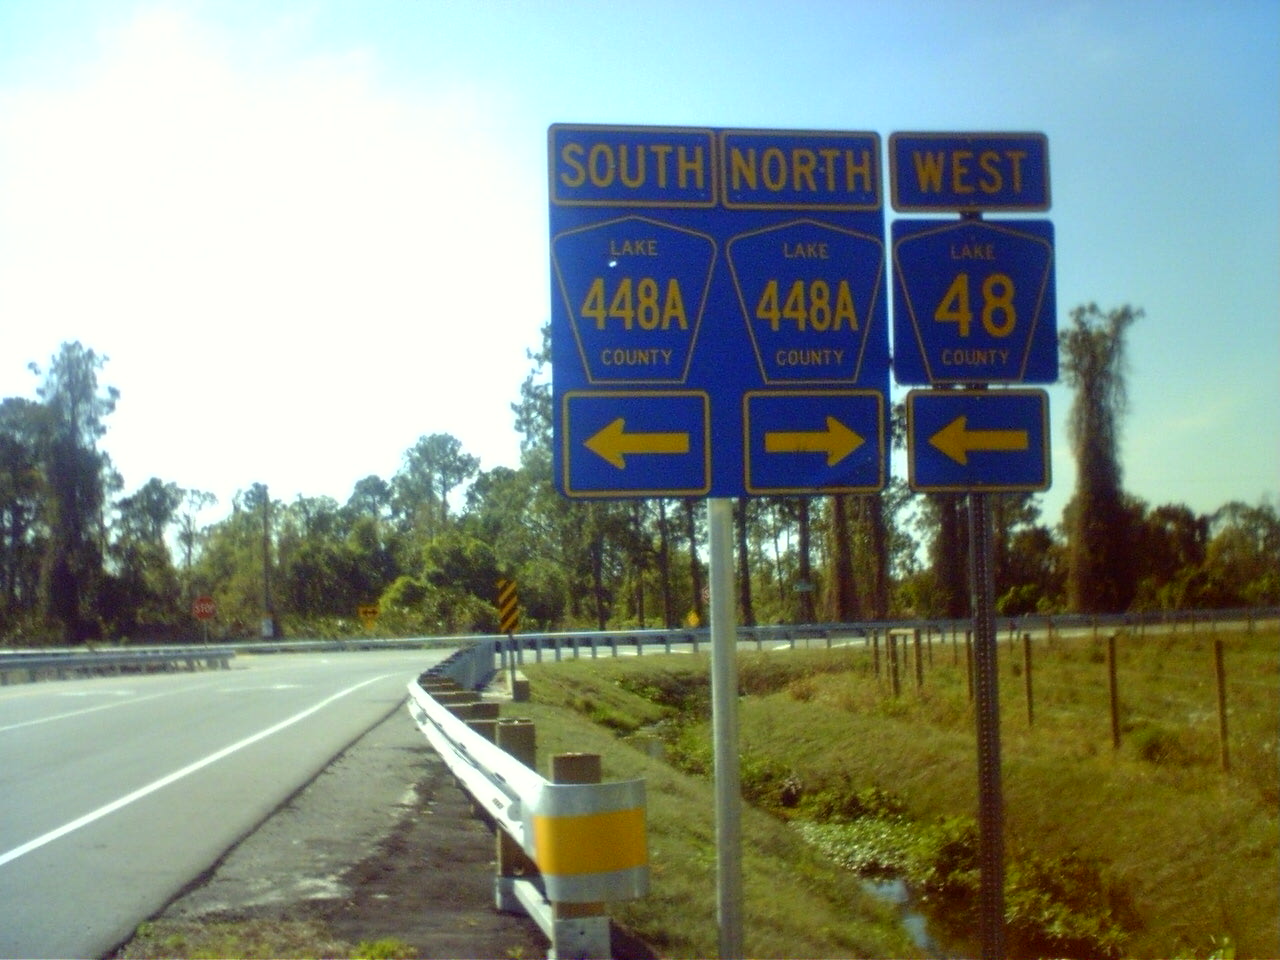 SOUTH NORTH WEST
LAKE LAKE LAKE
448A 448A 48
COUNTY COUNTY COUNTY
STOP